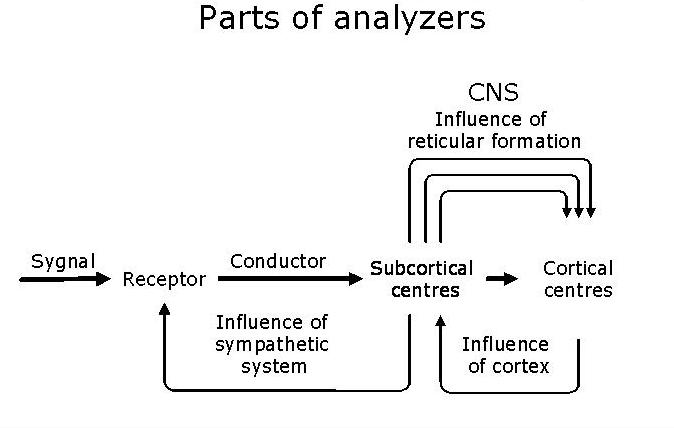 Parts of analyzers
CNS
Influence of
reticular formation
Sygnal
Receptor
Conductor
Subcortical
centres
Cortical
centres
Influence of
sympathetic
system
Influence
of cortex